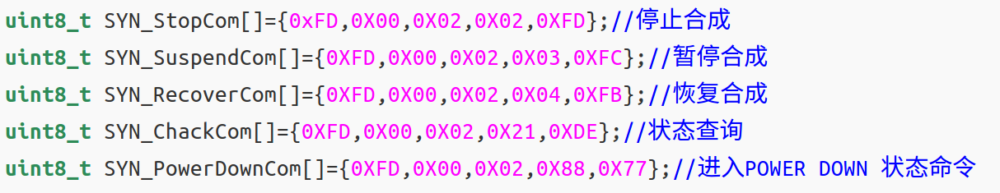 uint8_t SYN_StopCom[]={0xFD,0X00,0X02,0X02,0XFD};//停止合成
uint8_t SYN_SuspendCom[]={0XFD,0X00,0X02,0X03,0XFC};//暂停合成
uint8_t SYN_RecoverCom[]={0XFD,0X00,0X02,0X04,0XFB};//恢复合成
uint8_t SYN_ChackCom[]={0XFD,0X00,0X02,0X21,0XDE};//状态查询
uint8_t SYN_PowerDownCom[]={0XFD,0X00,0X02,0X88,0X77};//进入POWER DOWN 状态命令